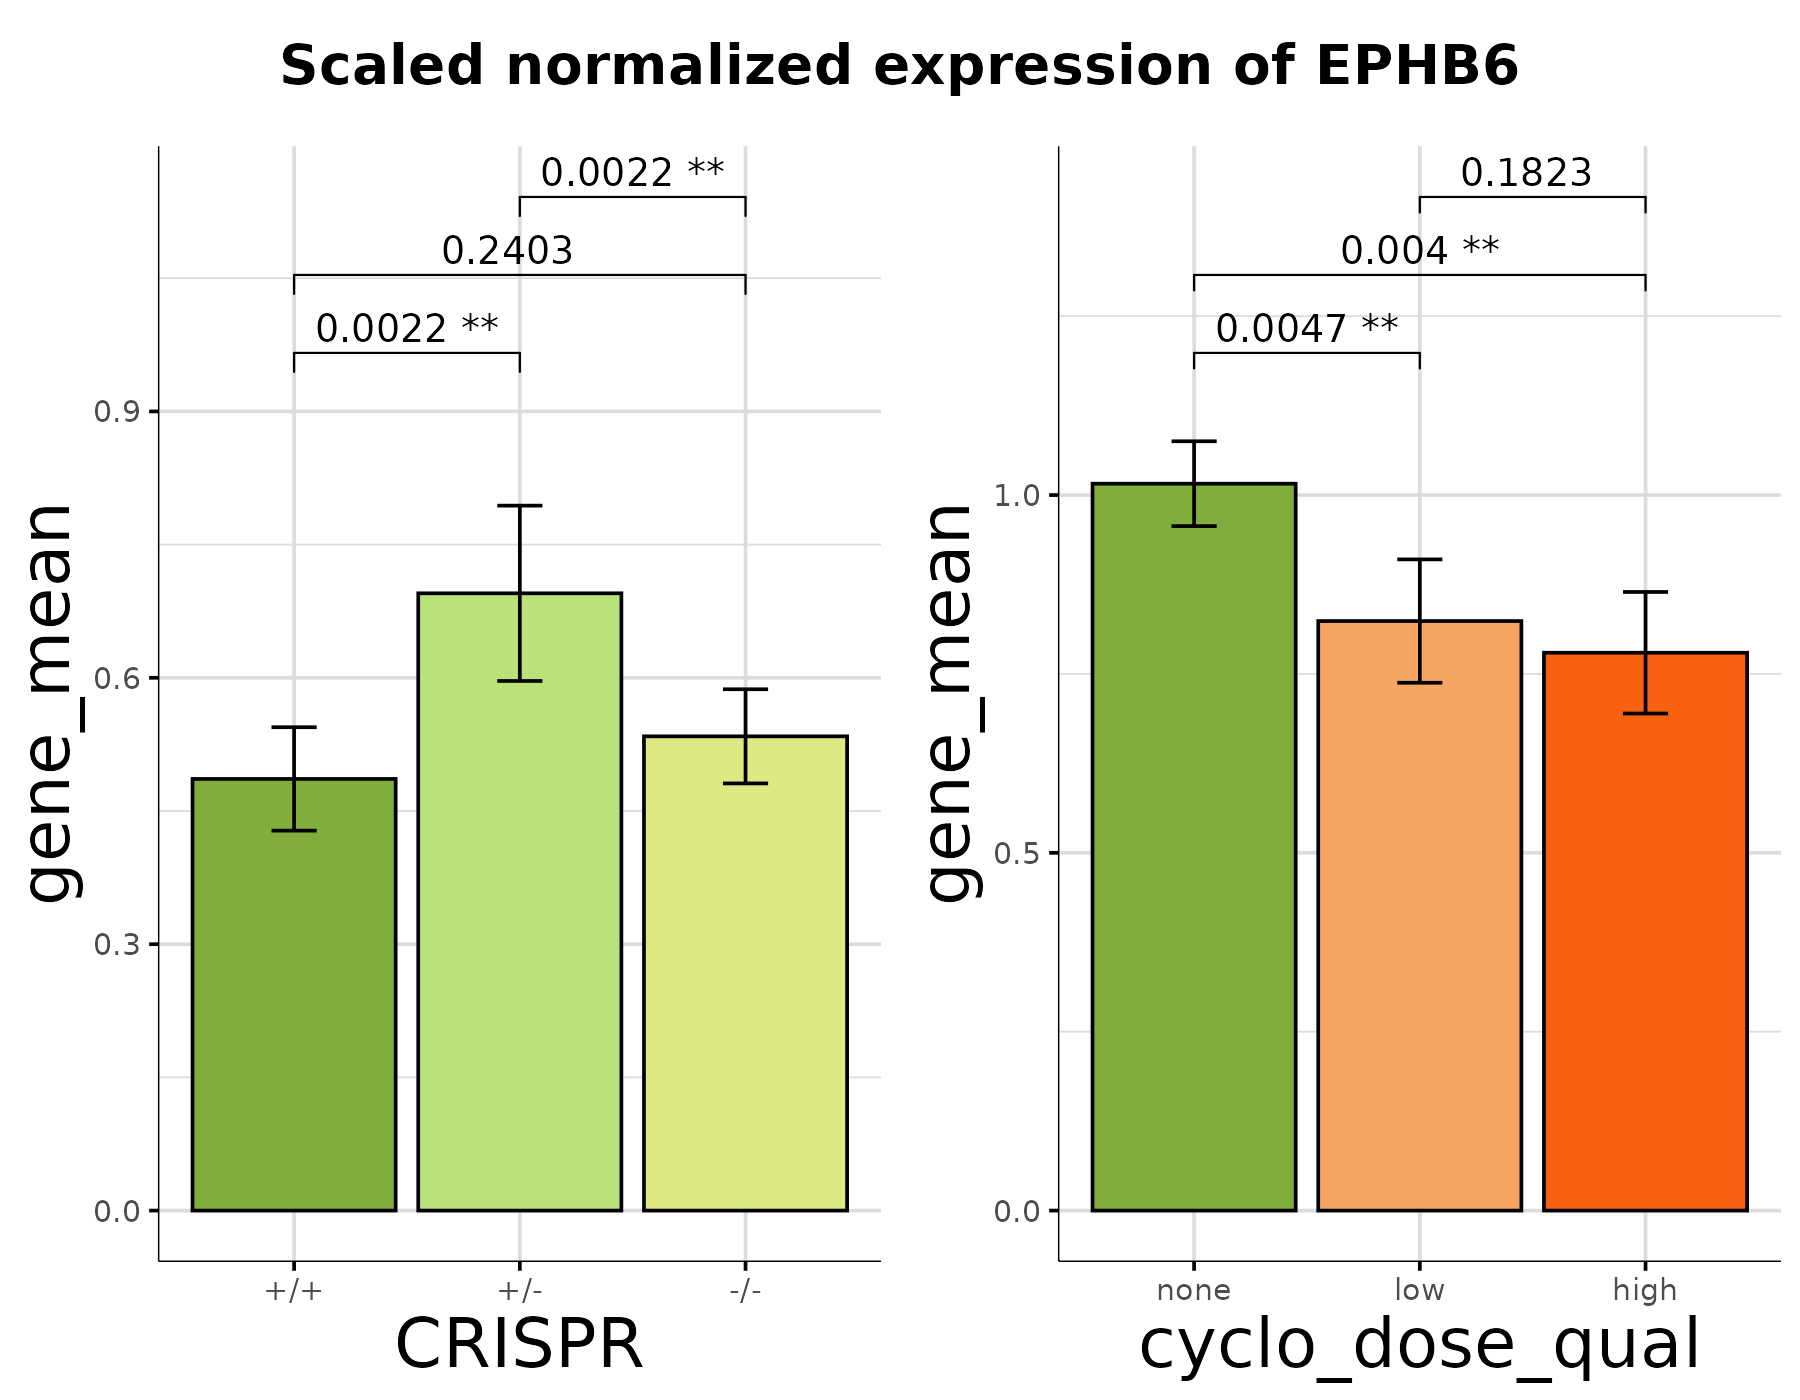 Scaled normalized expression of EPHB6
gene_mean
0.9
0.6
0.3
0.0
0.0022 **
0.2403
0.0022 **
+/+ +/- -/-
CRISPR
gene_mean
1.0
0.5
0.0
0.1823
0.004 **
0.0047 **
none low high
cyclo_dose_qual